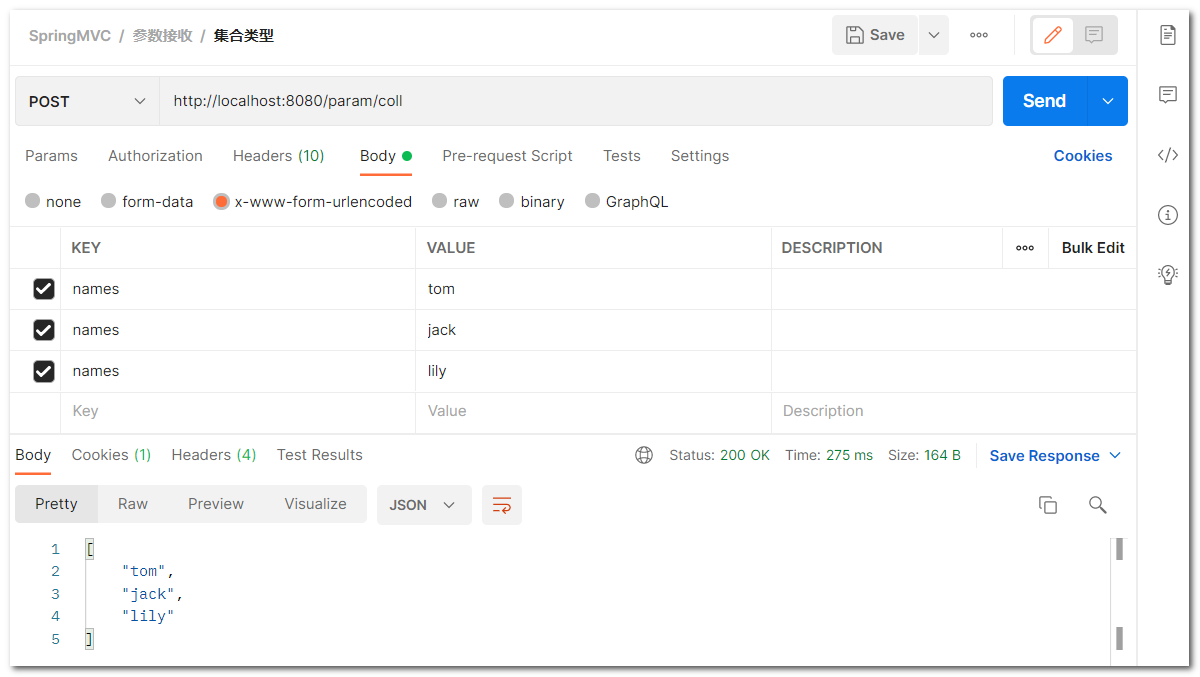 SpringMVC / 参数接收 / 集合类型 Save
POST http://localhost:8080/param/coll Send
Params Authorization Headers (10) Body Pre-request Script Tests Settings Cookies
none form-data x-www-form-urlencoded raw binary GraphQL
KEY VALUE DESCRIPTION Bulk Edit
names tom
names jack
names lily
Key Value Description
Body Cookies (1) Headers (4) Test Results Status: 200 OK Time: 275 ms Size: 164 B Save Response
Pretty Raw Preview Visualize JSON
1 [
2 "tom",
3 "jack",
4 "lily"
5 ]